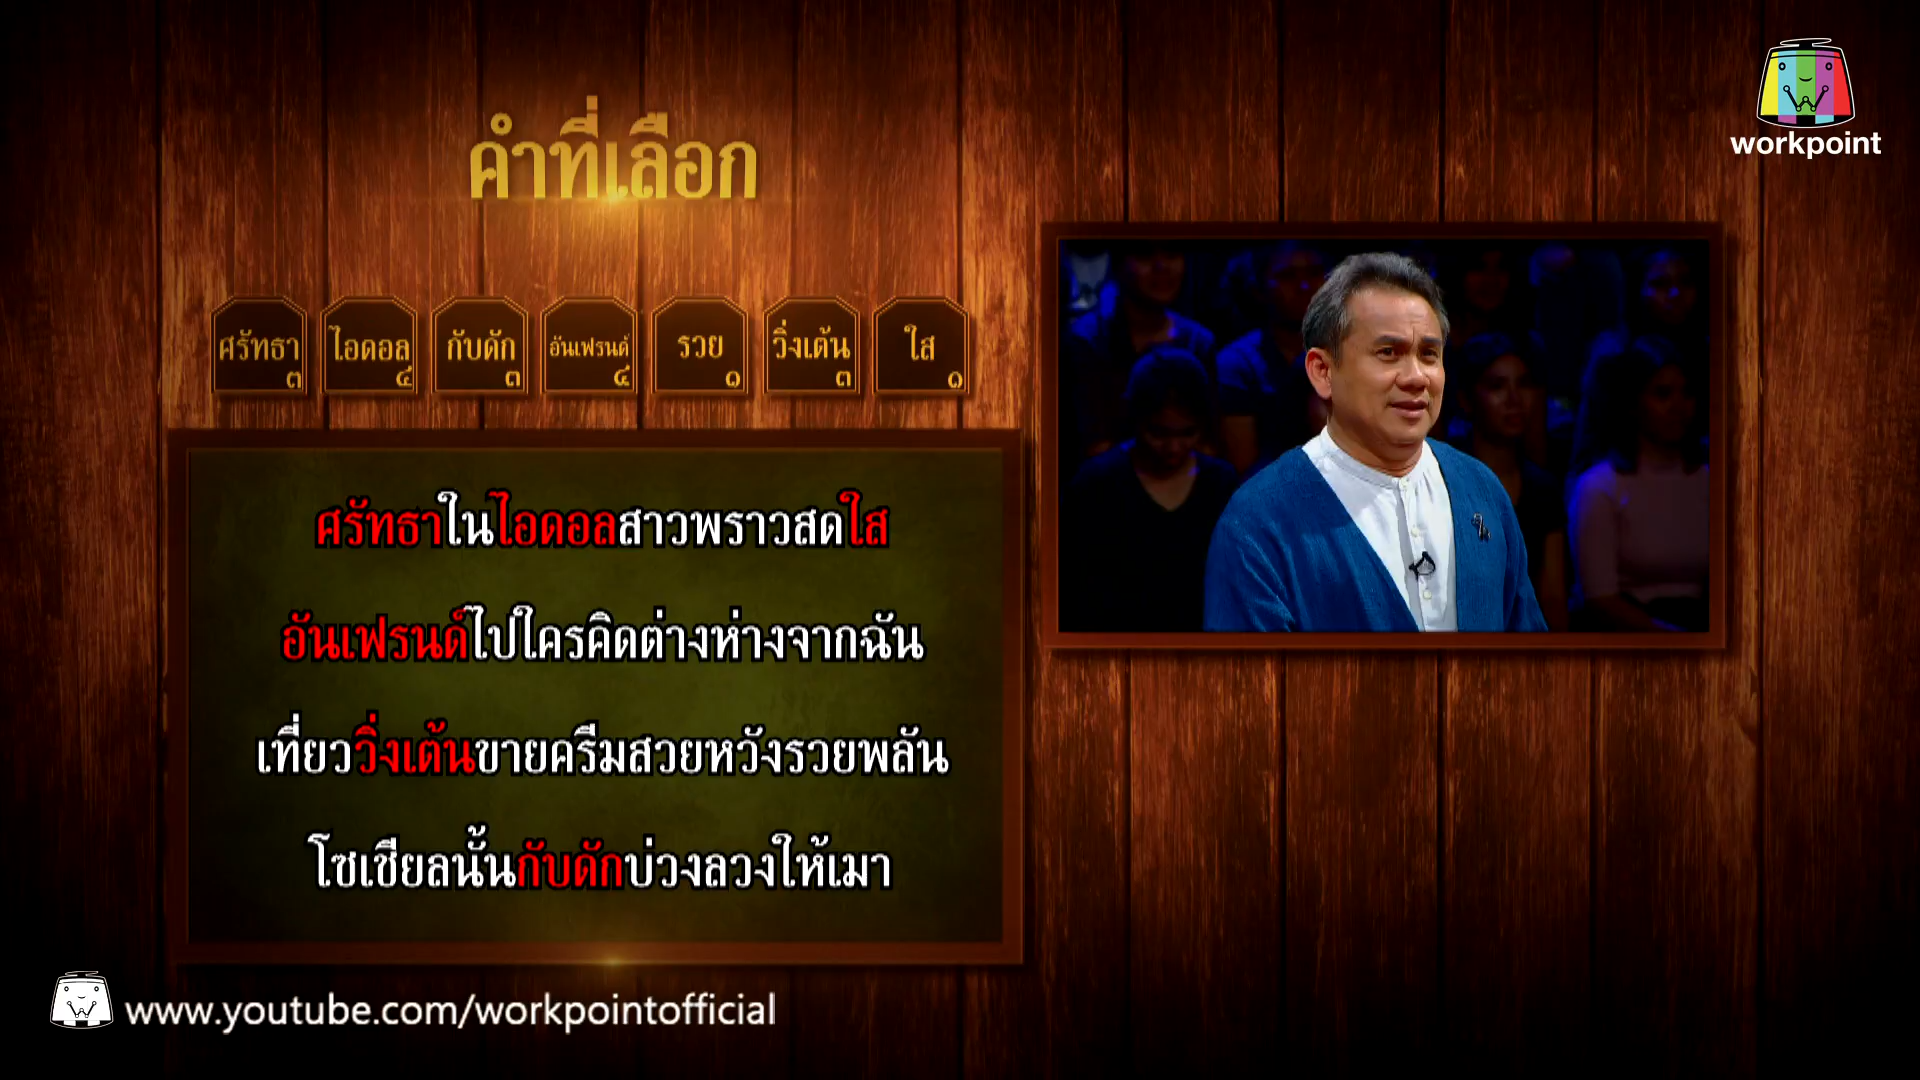 workpoint
คำที่เลือก
ศรัทธา ๓
ไอดอล ๔
กับดัก ๓
อันเฟรนด์ ๔
รวย ๑
วิ่งเต้น ๓
ใส ๑
ศรัทธาในไอดอลสาวพราวสดใส
อันเฟรนด์ไปใครคิดต่างห่างจากฉัน
เที่ยววิ่งเต้นขายครีมสวยหวังรวยพลัน
โซเชียลนั้นกับดักบ่วงลวงให้เมา
www.youtube.com/workpointofficial